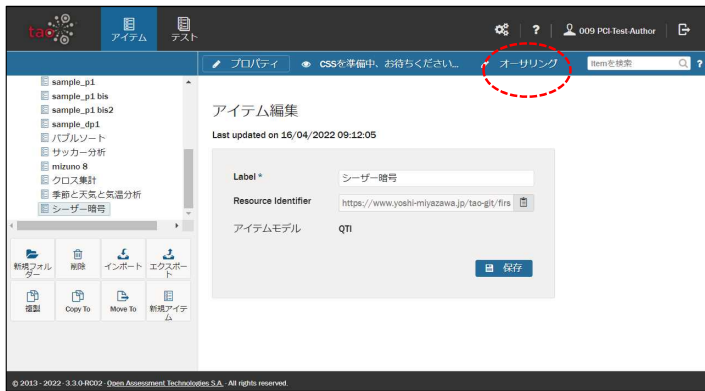 tao
アイテム
テスト
?
009 PCI-Test-Author
プロパティ
CSSを準備中、お待ちください...
オーサリング
Itemを検索
?
sample_p1
sample_p1 bis
sample_p1 bis2
sample_dp1
バブルソート
サッカー分析
mizuno 8
クロス集計
季節と天気と気温分析
シーザー暗号
新規フォル
ダー
削除
インポート
エクスポー
ト
複製
Copy To
Move To
新規アイテ
ム
アイテム編集
Last updated on 16/04/2022 09:12:05
Label *
シーザー暗号
Resource Identifier
https://www.yoshi-miyazawa.jp/tao-git/firs
アイテムモデル
QTI
保存
© 2013 - 2022 · 3.3.0-RC02 · Open Assessment Technologies S.A. · All rights reserved.